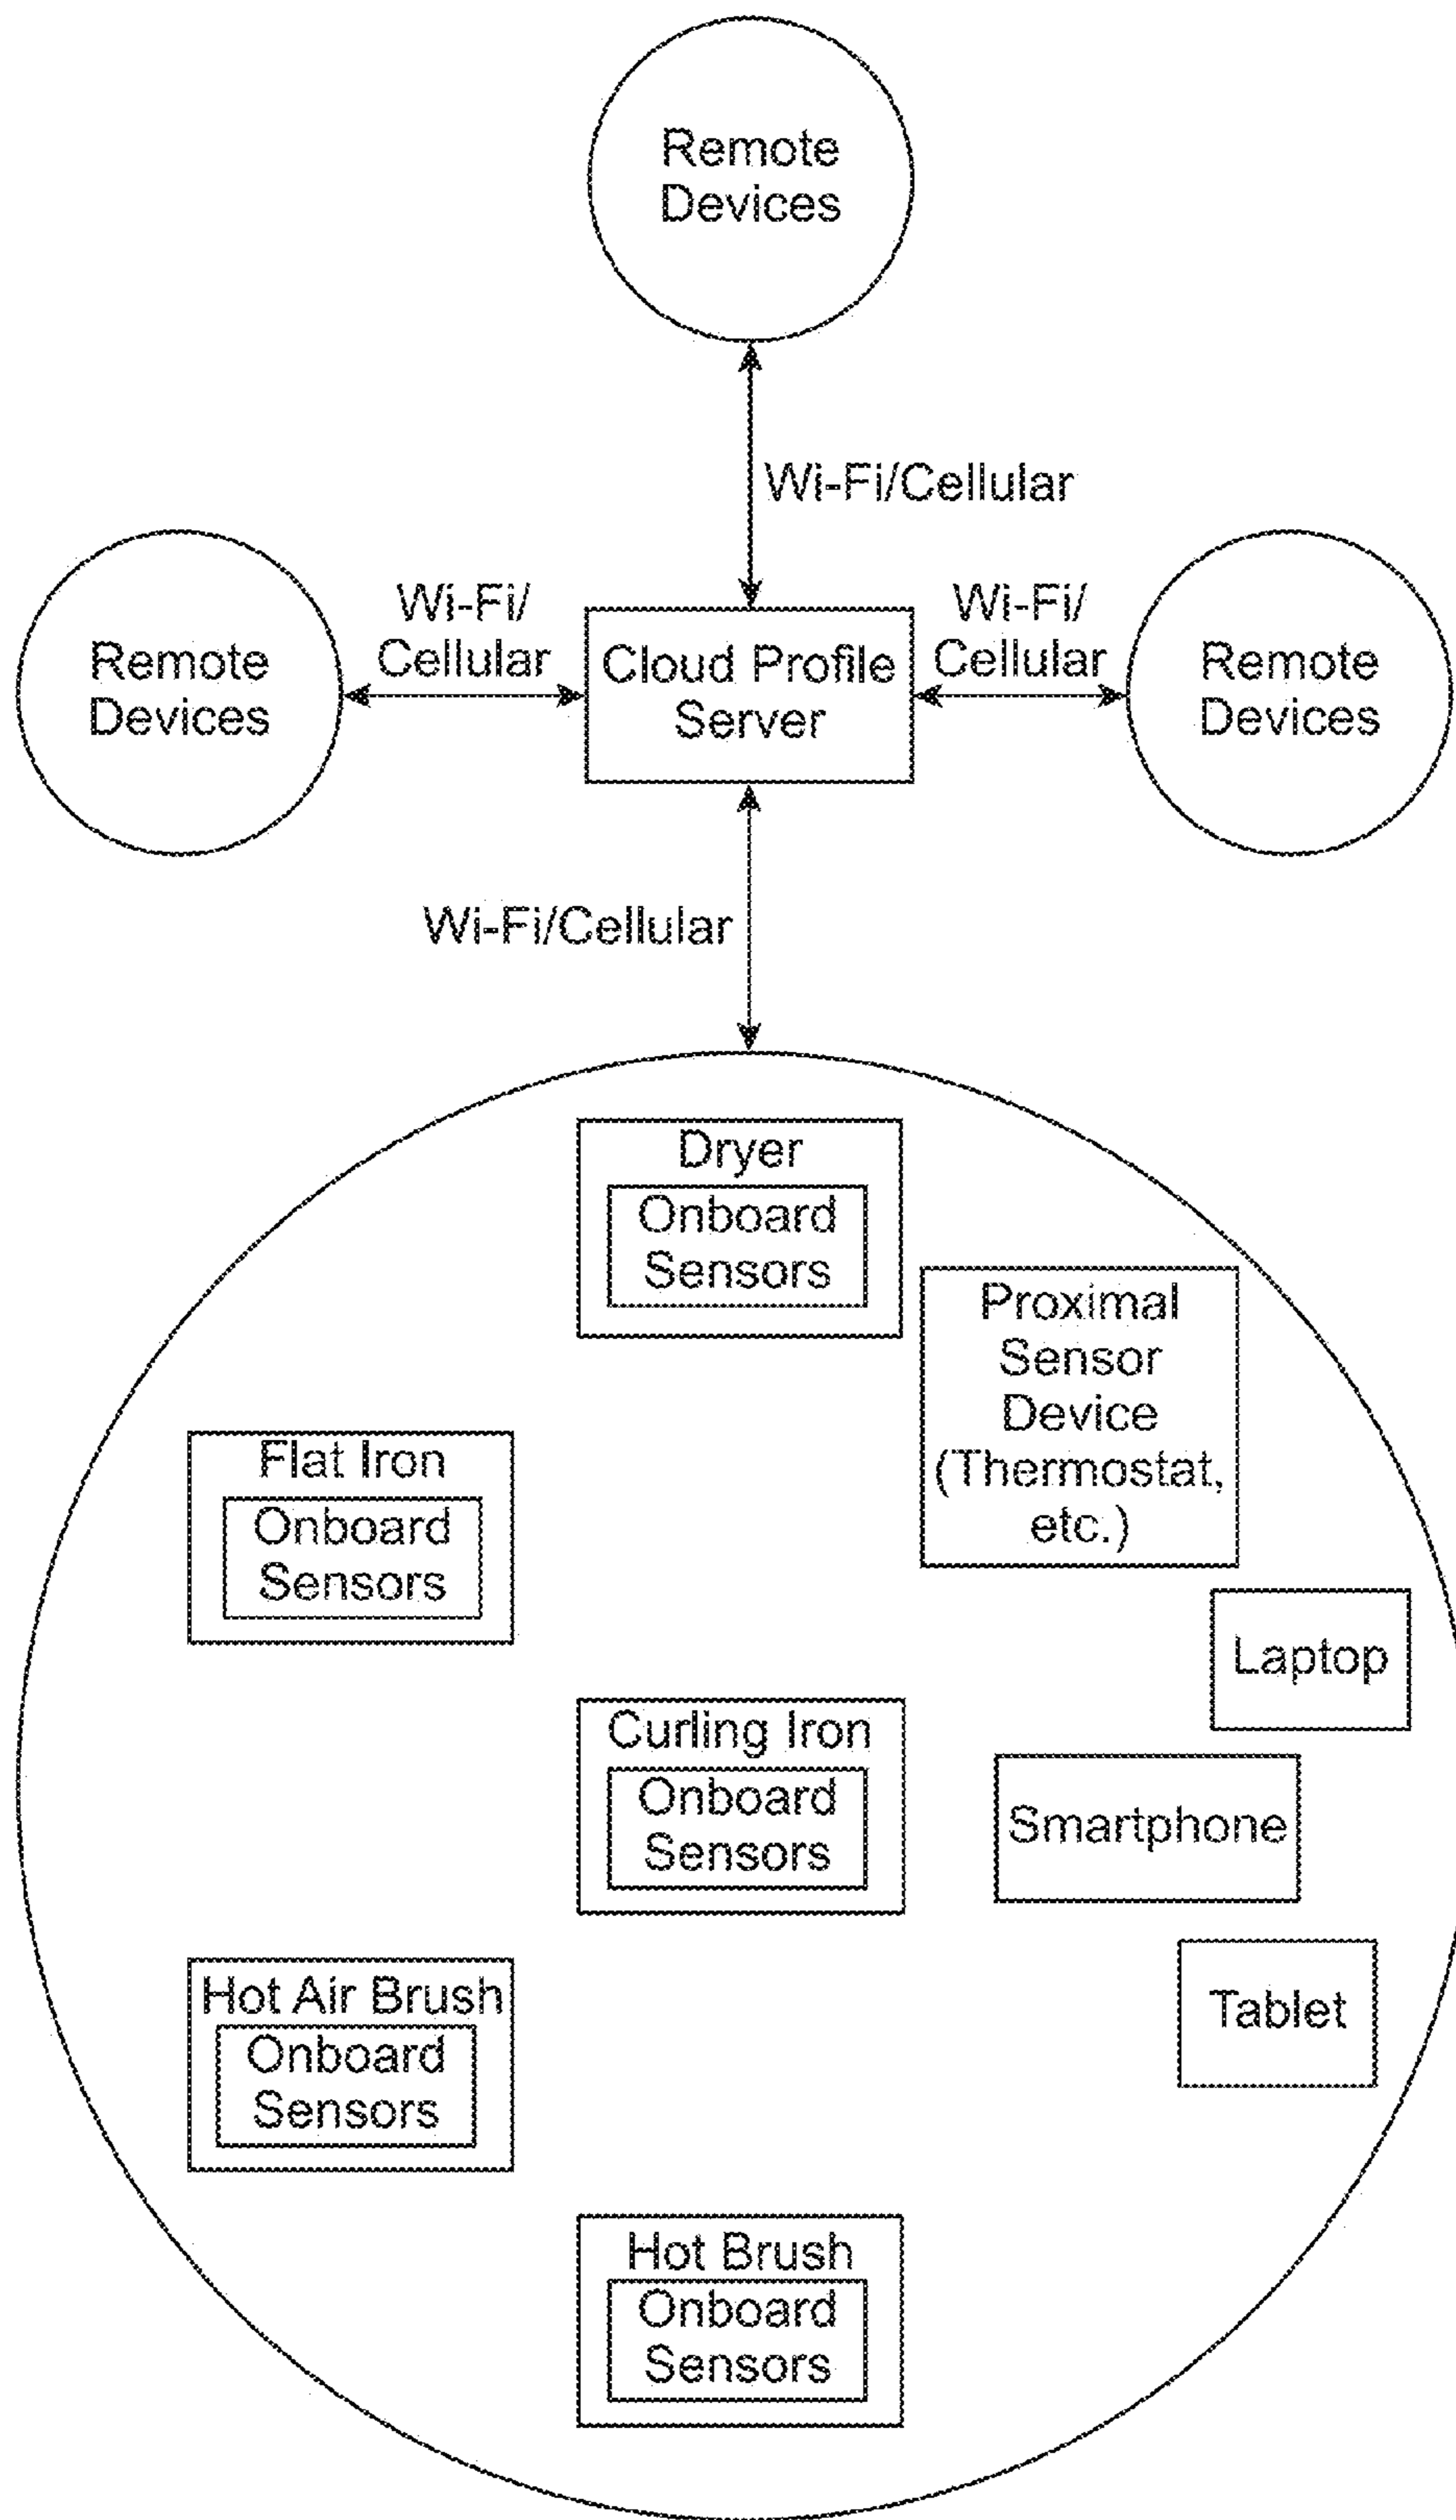 Remote
Devices
Wi-Fi/Cellular
Remote
Devices
Wi-Fi/
Cellular
Cloud Profile
Server
Wi-Fi/
Cellular
Remote
Devices
Wi-Fi/Cellular
Dryer
Onboard
Sensors
Proximal
Sensor
Device
(Thermostat,
etc.)
Flat Iron
Onboard
Sensors
Laptop
Curling Iron
Onboard
Sensors
Smartphone
Hot Air Brush
Onboard
Sensors
Tablet
Hot Brush
Onboard
Sensors